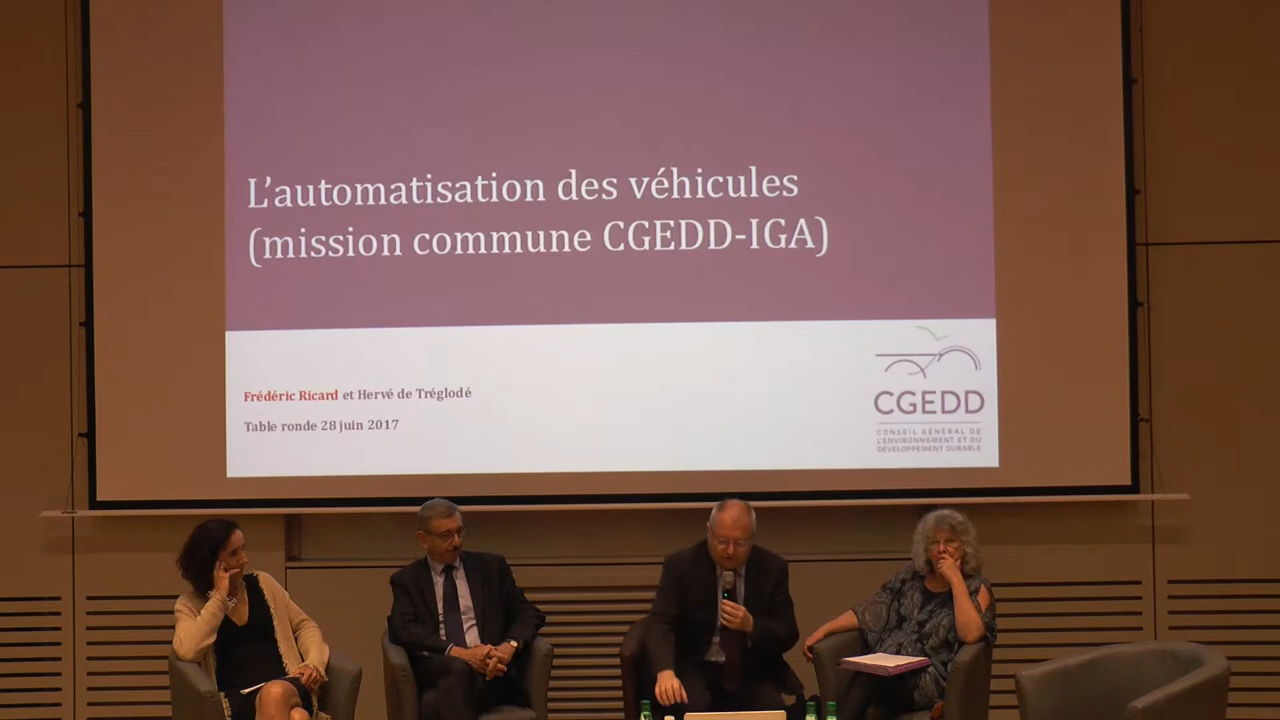 L’automatisation des véhicules
(mission commune CGEDD-IGA)
Frédéric Ricard et Hervé de Tréglodé
Table ronde 28 juin 2017
CGEDD
CONSEIL GÉNÉRAL DE
L'ENVIRONNEMENT ET DU
DÉVELOPPEMENT DURABLE